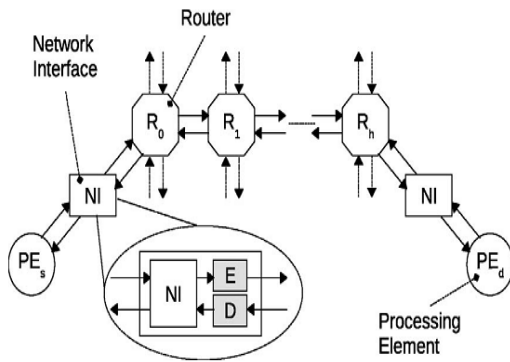 Router
Network
Interface
R0
R1
Rh
NI
NI
PEs
PEd
NI
E
D
Processing
Element